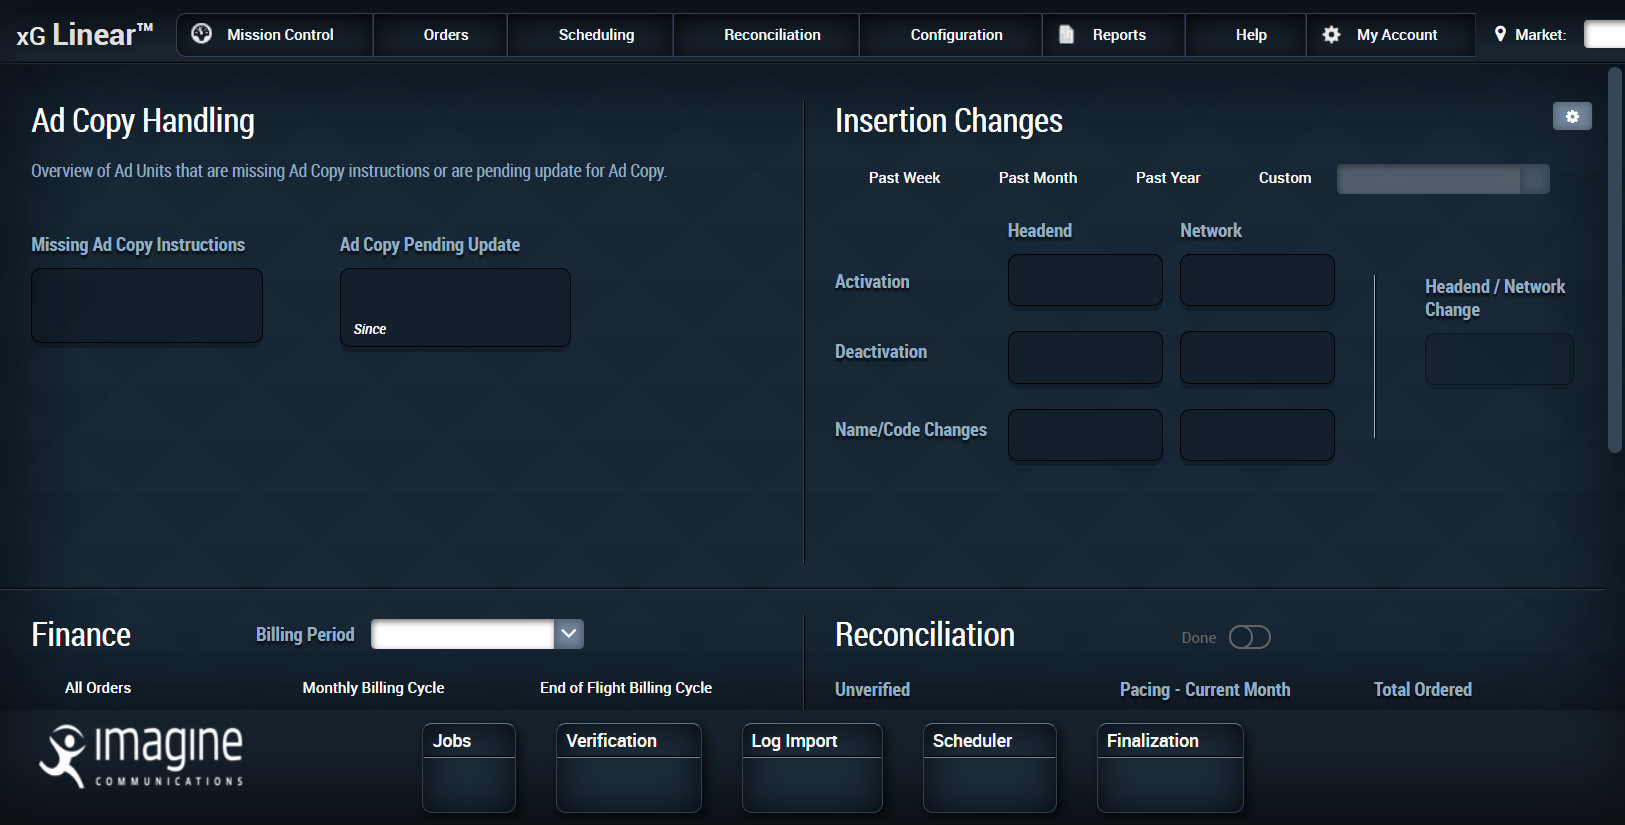 xG Linear™
Mission Control
Orders
Scheduling
Reconciliation
Configuration
Reports
Help
My Account
Market:
Ad Copy Handling
Overview of Ad Units that are missing Ad Copy instructions or are pending update for Ad Copy.
Missing Ad Copy Instructions
Ad Copy Pending Update
Since
Insertion Changes
Past Week
Past Month
Past Year
Custom
Headend
Network
Activation
Deactivation
Name/Code Changes
Headend / Network
Change
Finance
Billing Period
All Orders
Monthly Billing Cycle
End of Flight Billing Cycle
Reconciliation
Done
Unverified
Pacing - Current Month
Total Ordered
imagine
COMMUNICATIONS
Jobs
Verification
Log Import
Scheduler
Finalization